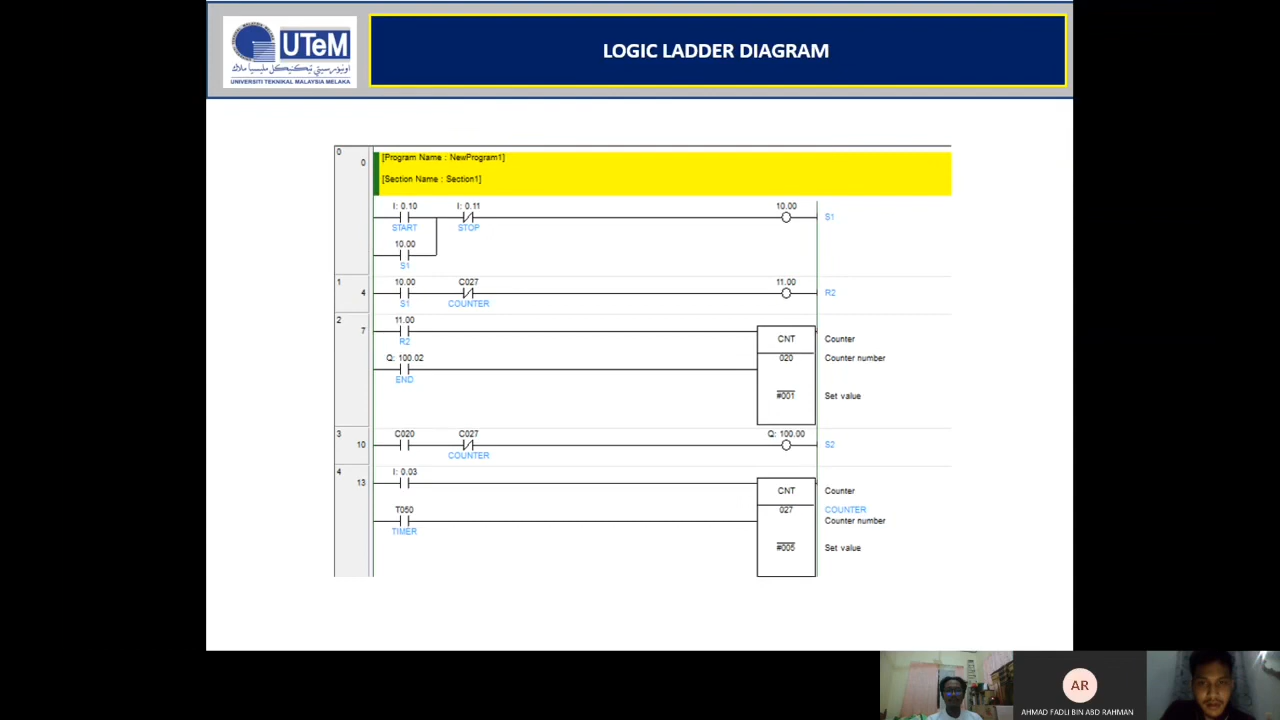 UTeM
اونيۏرسيتي تيكنيكل مليسيا ملاك
UNIVERSITI TEKNIKAL MALAYSIA MELAKA
LOGIC LADDER DIAGRAM
0
0
[Program Name : NewProgram1]
[Section Name : Section1]
I: 0.10
I: 0.11
10.00
START
STOP
S1
10.00
S1
1
4
10.00
C027
11.00
S1
COUNTER
R2
2
7
11.00
R2
CNT
Counter
Q: 100.02
020
Counter number
END
#001
Set value
3
10
C020
C027
Q: 100.00
COUNTER
S2
4
13
I: 0.03
CNT
Counter
T050
027
COUNTER
Counter number
TIMER
#005
Set value
AR
AHMAD FADLI BIN ABD RAHMAN